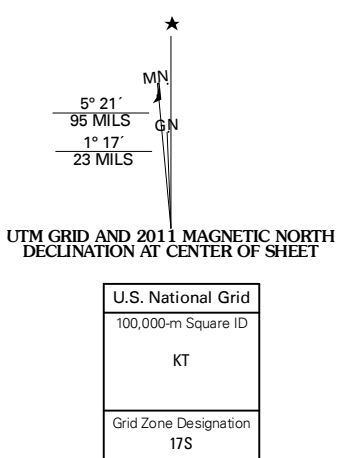 ★
MN
5° 21´
95 MILS
GN
1° 17´
23 MILS
UTM GRID AND 2011 MAGNETIC NORTH
DECLINATION AT CENTER OF SHEET
U.S. National Grid
100,000-m Square ID
KT
Grid Zone Designation
17S